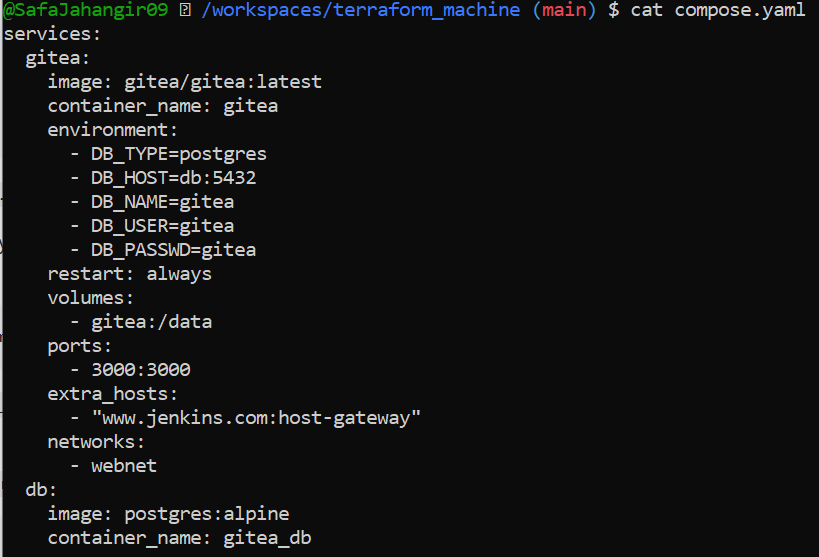 @SafaJahangir09 /workspaces/terraform_machine (main) $ cat compose.yaml
services:
  gitea:
    image: gitea/gitea:latest
    container_name: gitea
    environment:
      - DB_TYPE=postgres
      - DB_HOST=db:5432
      - DB_NAME=gitea
      - DB_USER=gitea
      - DB_PASSWD=gitea
    restart: always
    volumes:
      - gitea:/data
    ports:
      - 3000:3000
    extra_hosts:
      - "www.jenkins.com:host-gateway"
    networks:
      - webnet
  db:
    image: postgres:alpine
    container_name: gitea_db